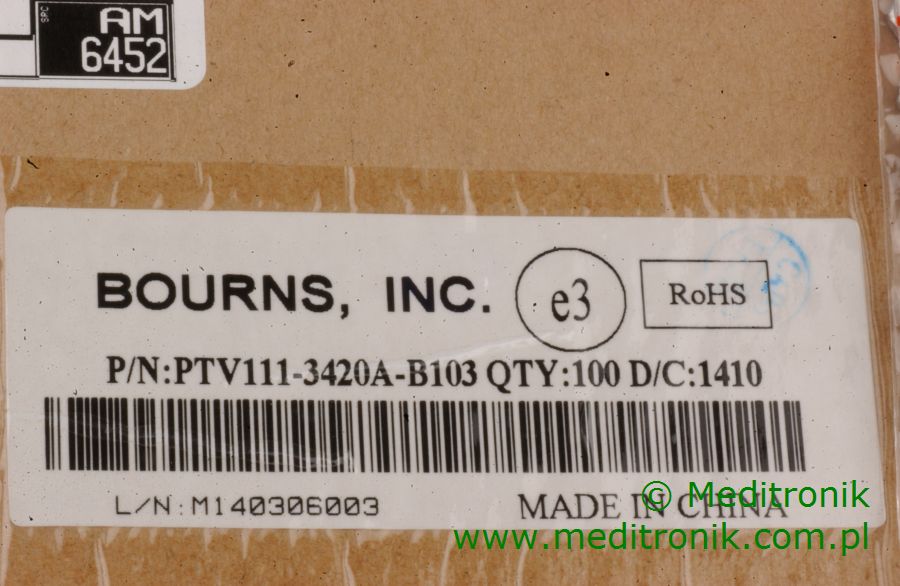 SRC
AM
6452
BOURNS, INC.
e3
RoHS
P/N:PTV111-3420A-B103 QTY:100 D/C:1410
L/N:M140306003
MADE IN CHINA
© Meditronik
www.meditronik.com.pl